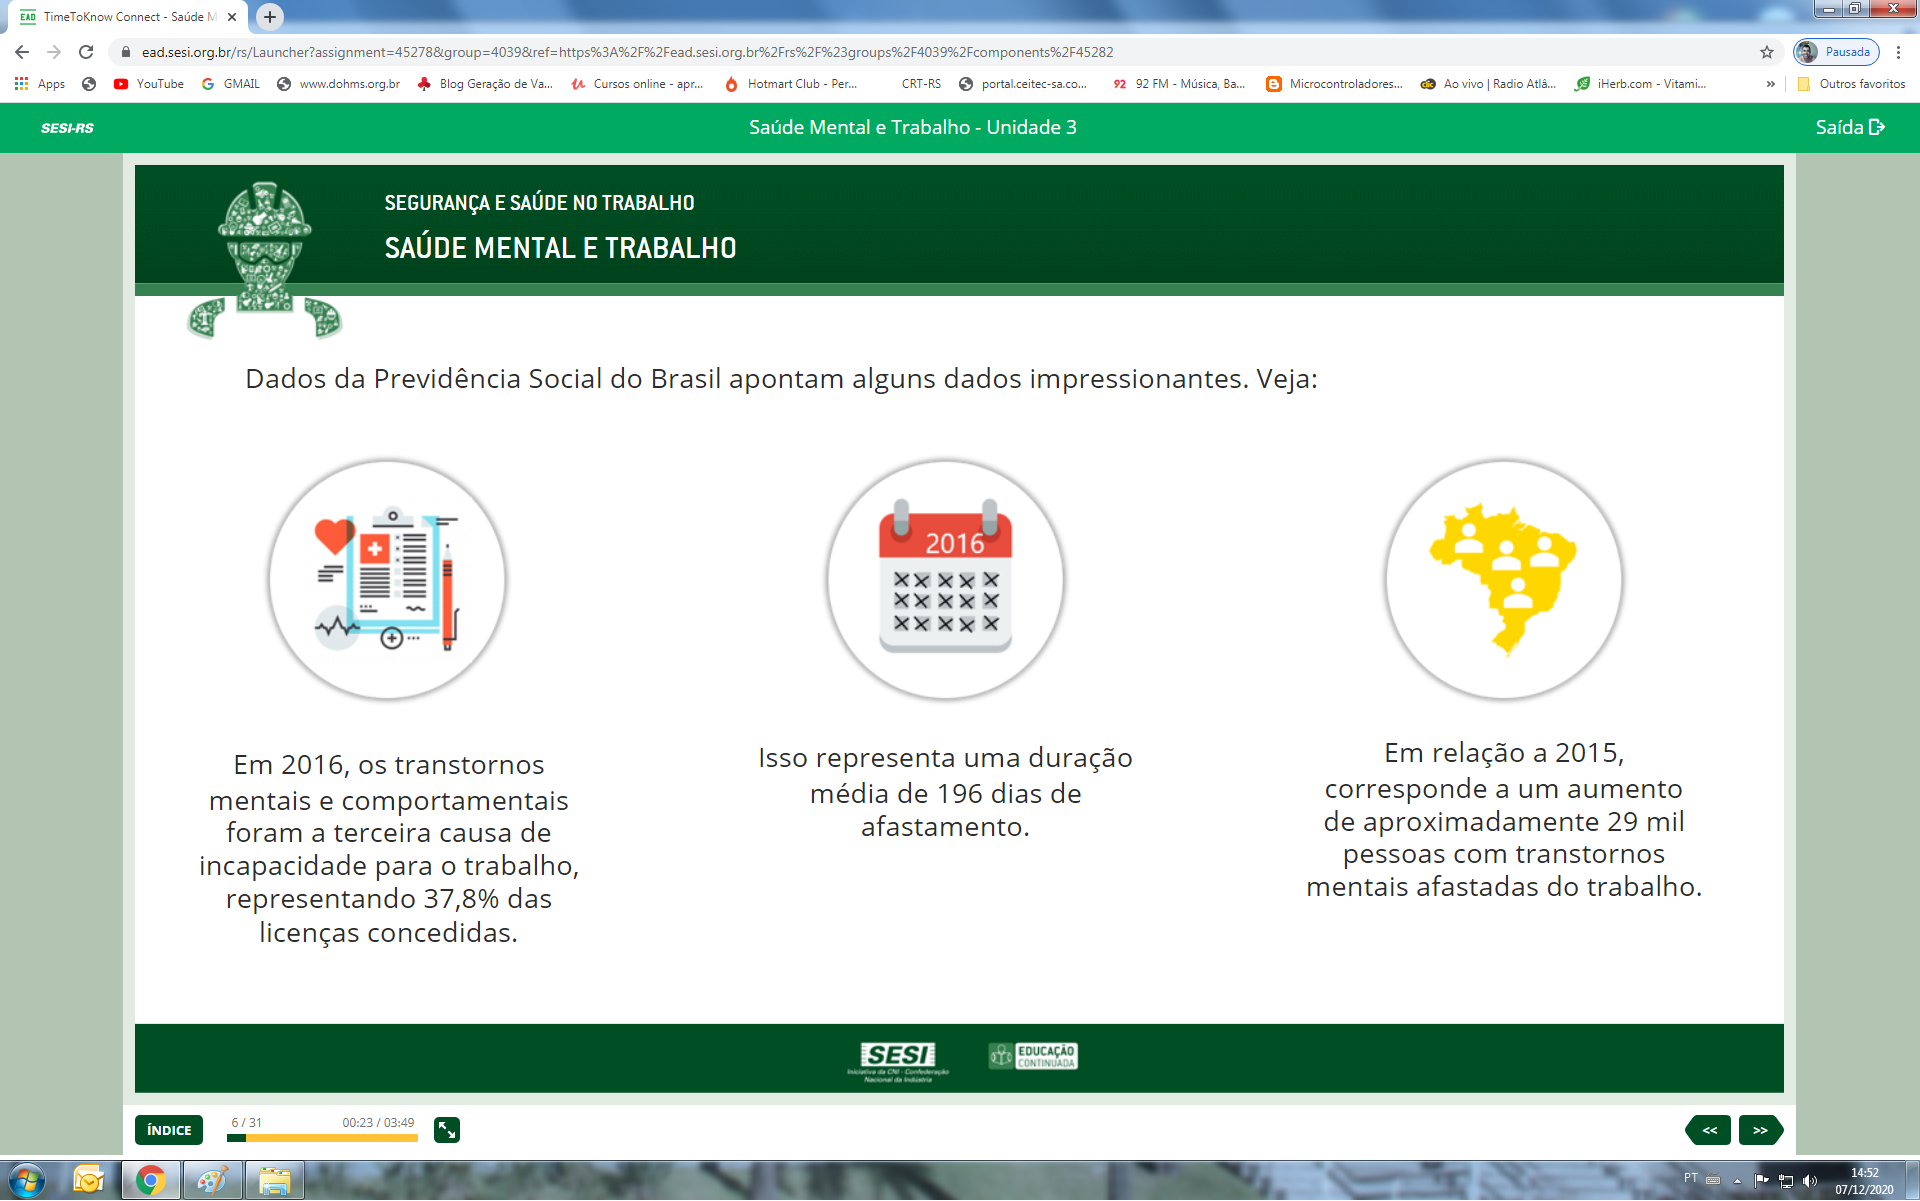 TimeToKnow Connect - Saúde M
ead.sesi.org.br/rs/Launcher?assignment=45278&group=4039&ref=https%3A%2F%2Fead.sesi.org.br%2Frs%2F%23groups%2F4039%2Fcomponents%2F45282
Pausada
Apps
YouTube
GMAIL
www.dohms.org.br
Blog Geração de Va...
Cursos online - apr...
Hotmart Club - Per...
CRT-RS
portal.ceitec-sa.co...
92 FM - Música, Ba...
Microcontroladores...
Ao vivo | Radio Atlâ...
iHerb.com - Vitami...
»
Outros favoritos
SESI-RS
Saúde Mental e Trabalho - Unidade 3
Saída
SEGURANÇA E SAÚDE NO TRABALHO
SAÚDE MENTAL E TRABALHO
Dados da Previdência Social do Brasil apontam alguns dados impressionantes. Veja:
2016
Em 2016, os transtornos
mentais e comportamentais
foram a terceira causa de
incapacidade para o trabalho,
representando 37,8% das
licenças concedidas.
Isso representa uma duração
média de 196 dias de
afastamento.
Em relação a 2015,
corresponde a um aumento
de aproximadamente 29 mil
pessoas com transtornos
mentais afastadas do trabalho.
SESI
Iniciativa da CNI - Confederação
Nacional da Indústria
EDUCAÇÃO
CONTINUADA
ÍNDICE
6 / 31
00:23 / 03:49
<<
>>
PT
14:52
07/12/2020